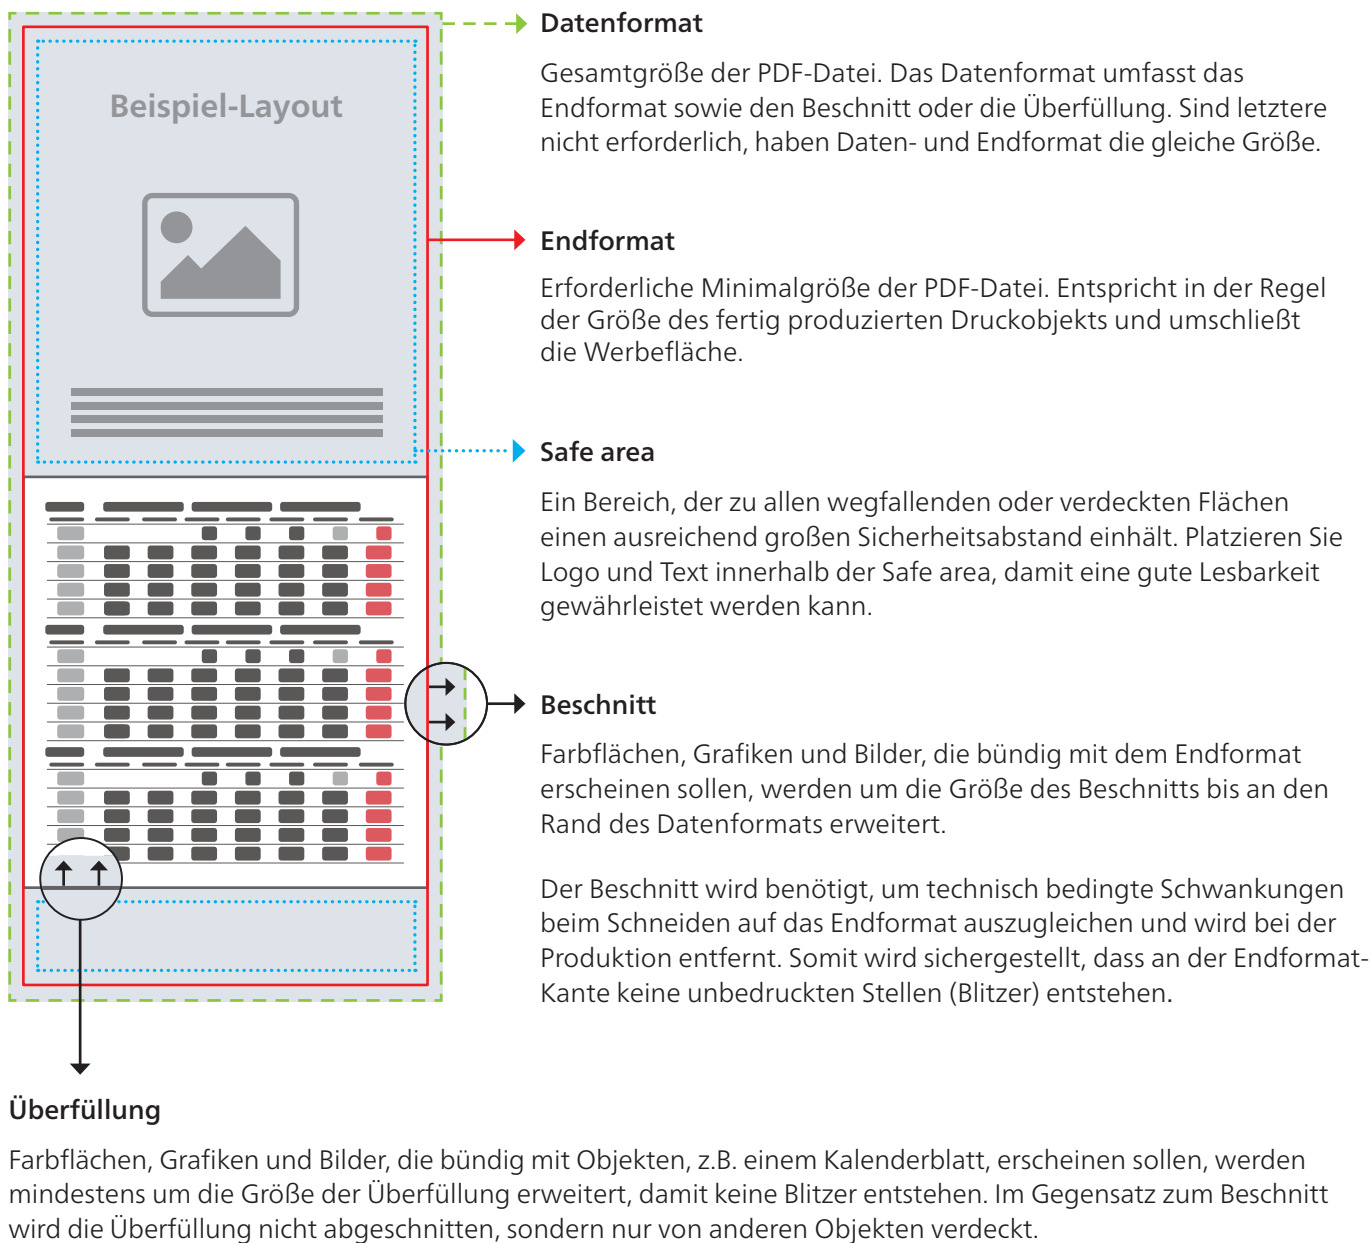 Beispiel-Layout
Datenformat
Gesamtgröße der PDF-Datei. Das Datenformat umfasst das
Endformat sowie den Beschnitt oder die Überfüllung. Sind letztere
nicht erforderlich, haben Daten- und Endformat die gleiche Größe.
Endformat
Erforderliche Minimalgröße der PDF-Datei. Entspricht in der Regel
der Größe des fertig produzierten Druckobjekts und umschließt
die Werbefläche.
Safe area
Ein Bereich, der zu allen wegfallenden oder verdeckten Flächen
einen ausreichend großen Sicherheitsabstand einhält. Platzieren Sie
Logo und Text innerhalb der Safe area, damit eine gute Lesbarkeit
gewährleistet werden kann.
Beschnitt
Farbflächen, Grafiken und Bilder, die bündig mit dem Endformat
erscheinen sollen, werden um die Größe des Beschnitts bis an den
Rand des Datenformats erweitert.
Der Beschnitt wird benötigt, um technisch bedingte Schwankungen
beim Schneiden auf das Endformat auszugleichen und wird bei der
Produktion entfernt. Somit wird sichergestellt, dass an der Endformat-
Kante keine unbedruckten Stellen (Blitzer) entstehen.
Überfüllung
Farbflächen, Grafiken und Bilder, die bündig mit Objekten, z.B. einem Kalenderblatt, erscheinen sollen, werden
mindestens um die Größe der Überfüllung erweitert, damit keine Blitzer entstehen. Im Gegensatz zum Beschnitt
wird die Überfüllung nicht abgeschnitten, sondern nur von anderen Objekten verdeckt.